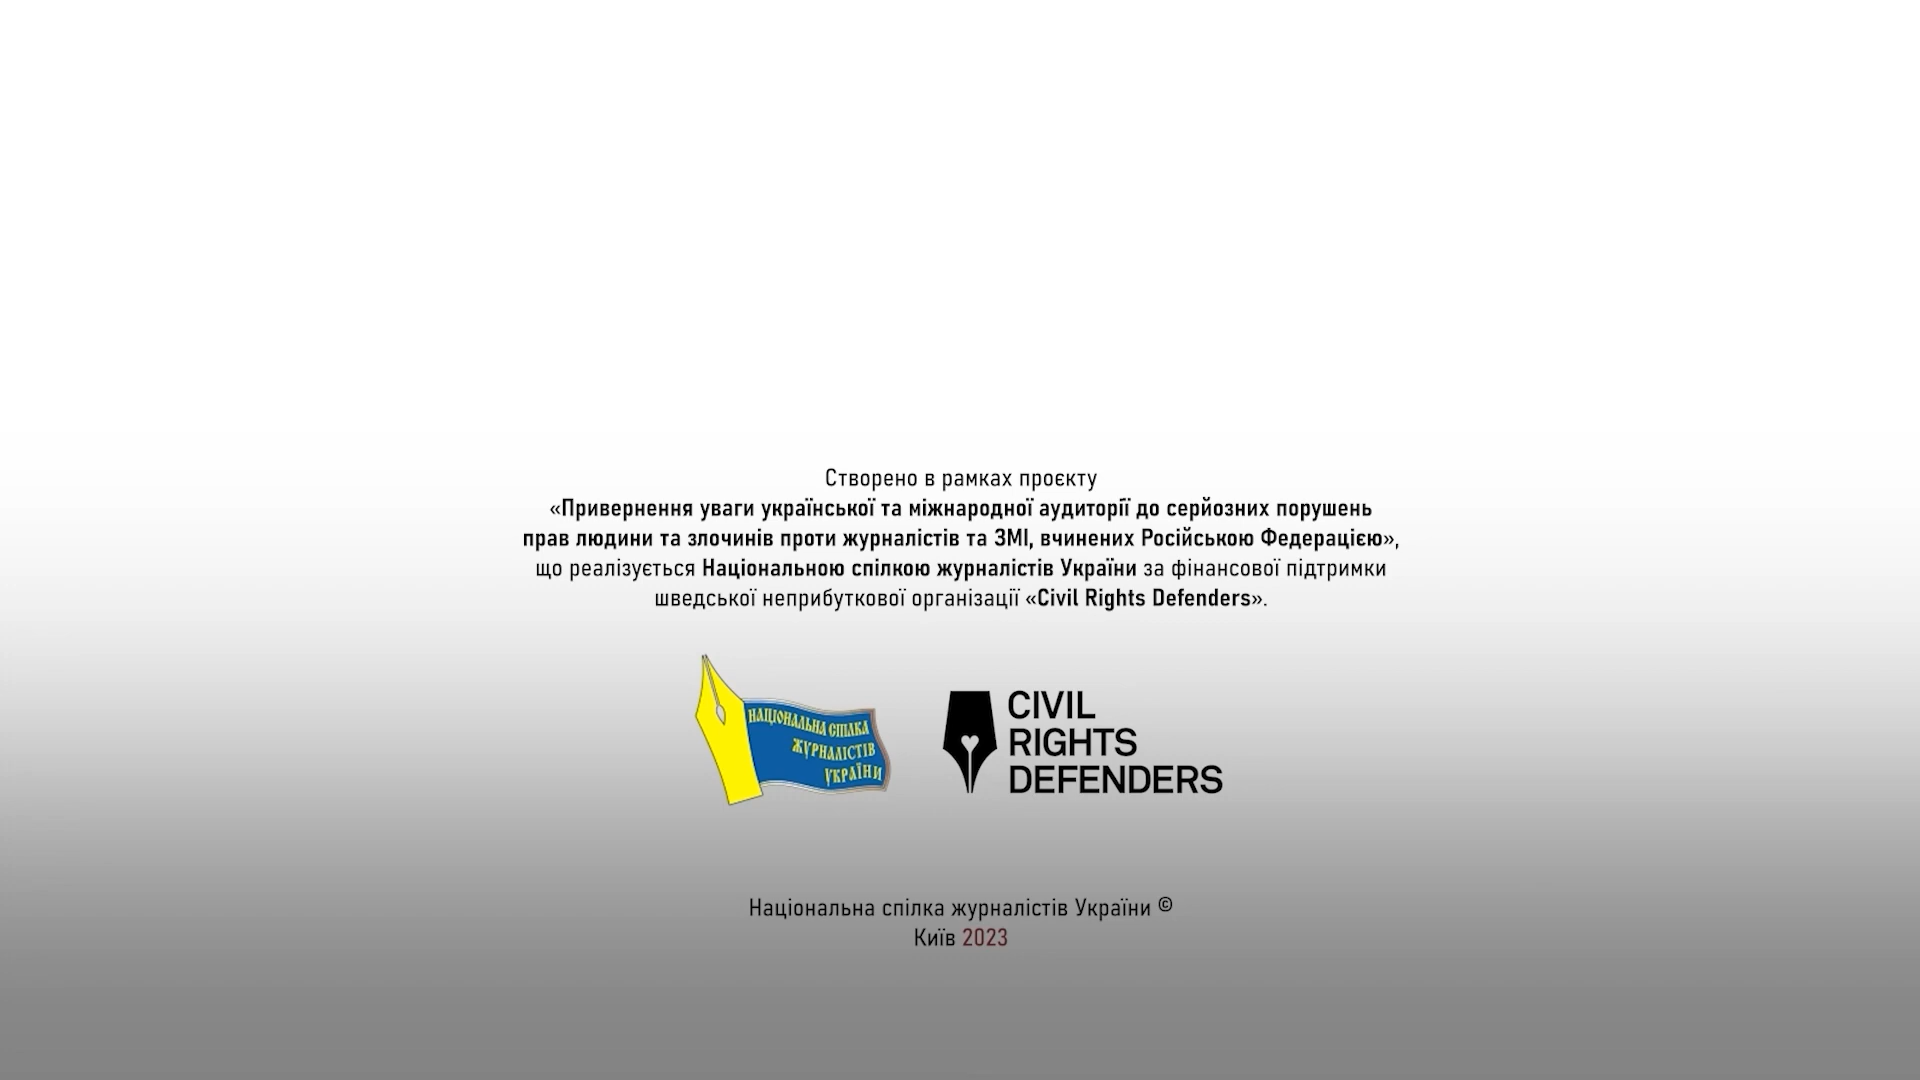 Створено в рамках проєкту
«Привернення уваги української та міжнародної аудиторії до серйозних порушень
прав людини та злочинів проти журналістів та ЗМІ, вчинених Російською Федерацією»,
що реалізується Національною спілкою журналістів України за фінансової підтримки
шведської неприбуткової організації «Civil Rights Defenders».
НАЦІОНАЛЬНА СПІЛКА
ЖУРНАЛІСТІВ
УКРАЇНИ
CIVIL
RIGHTS
DEFENDERS
Національна спілка журналістів України ©
Київ 2023